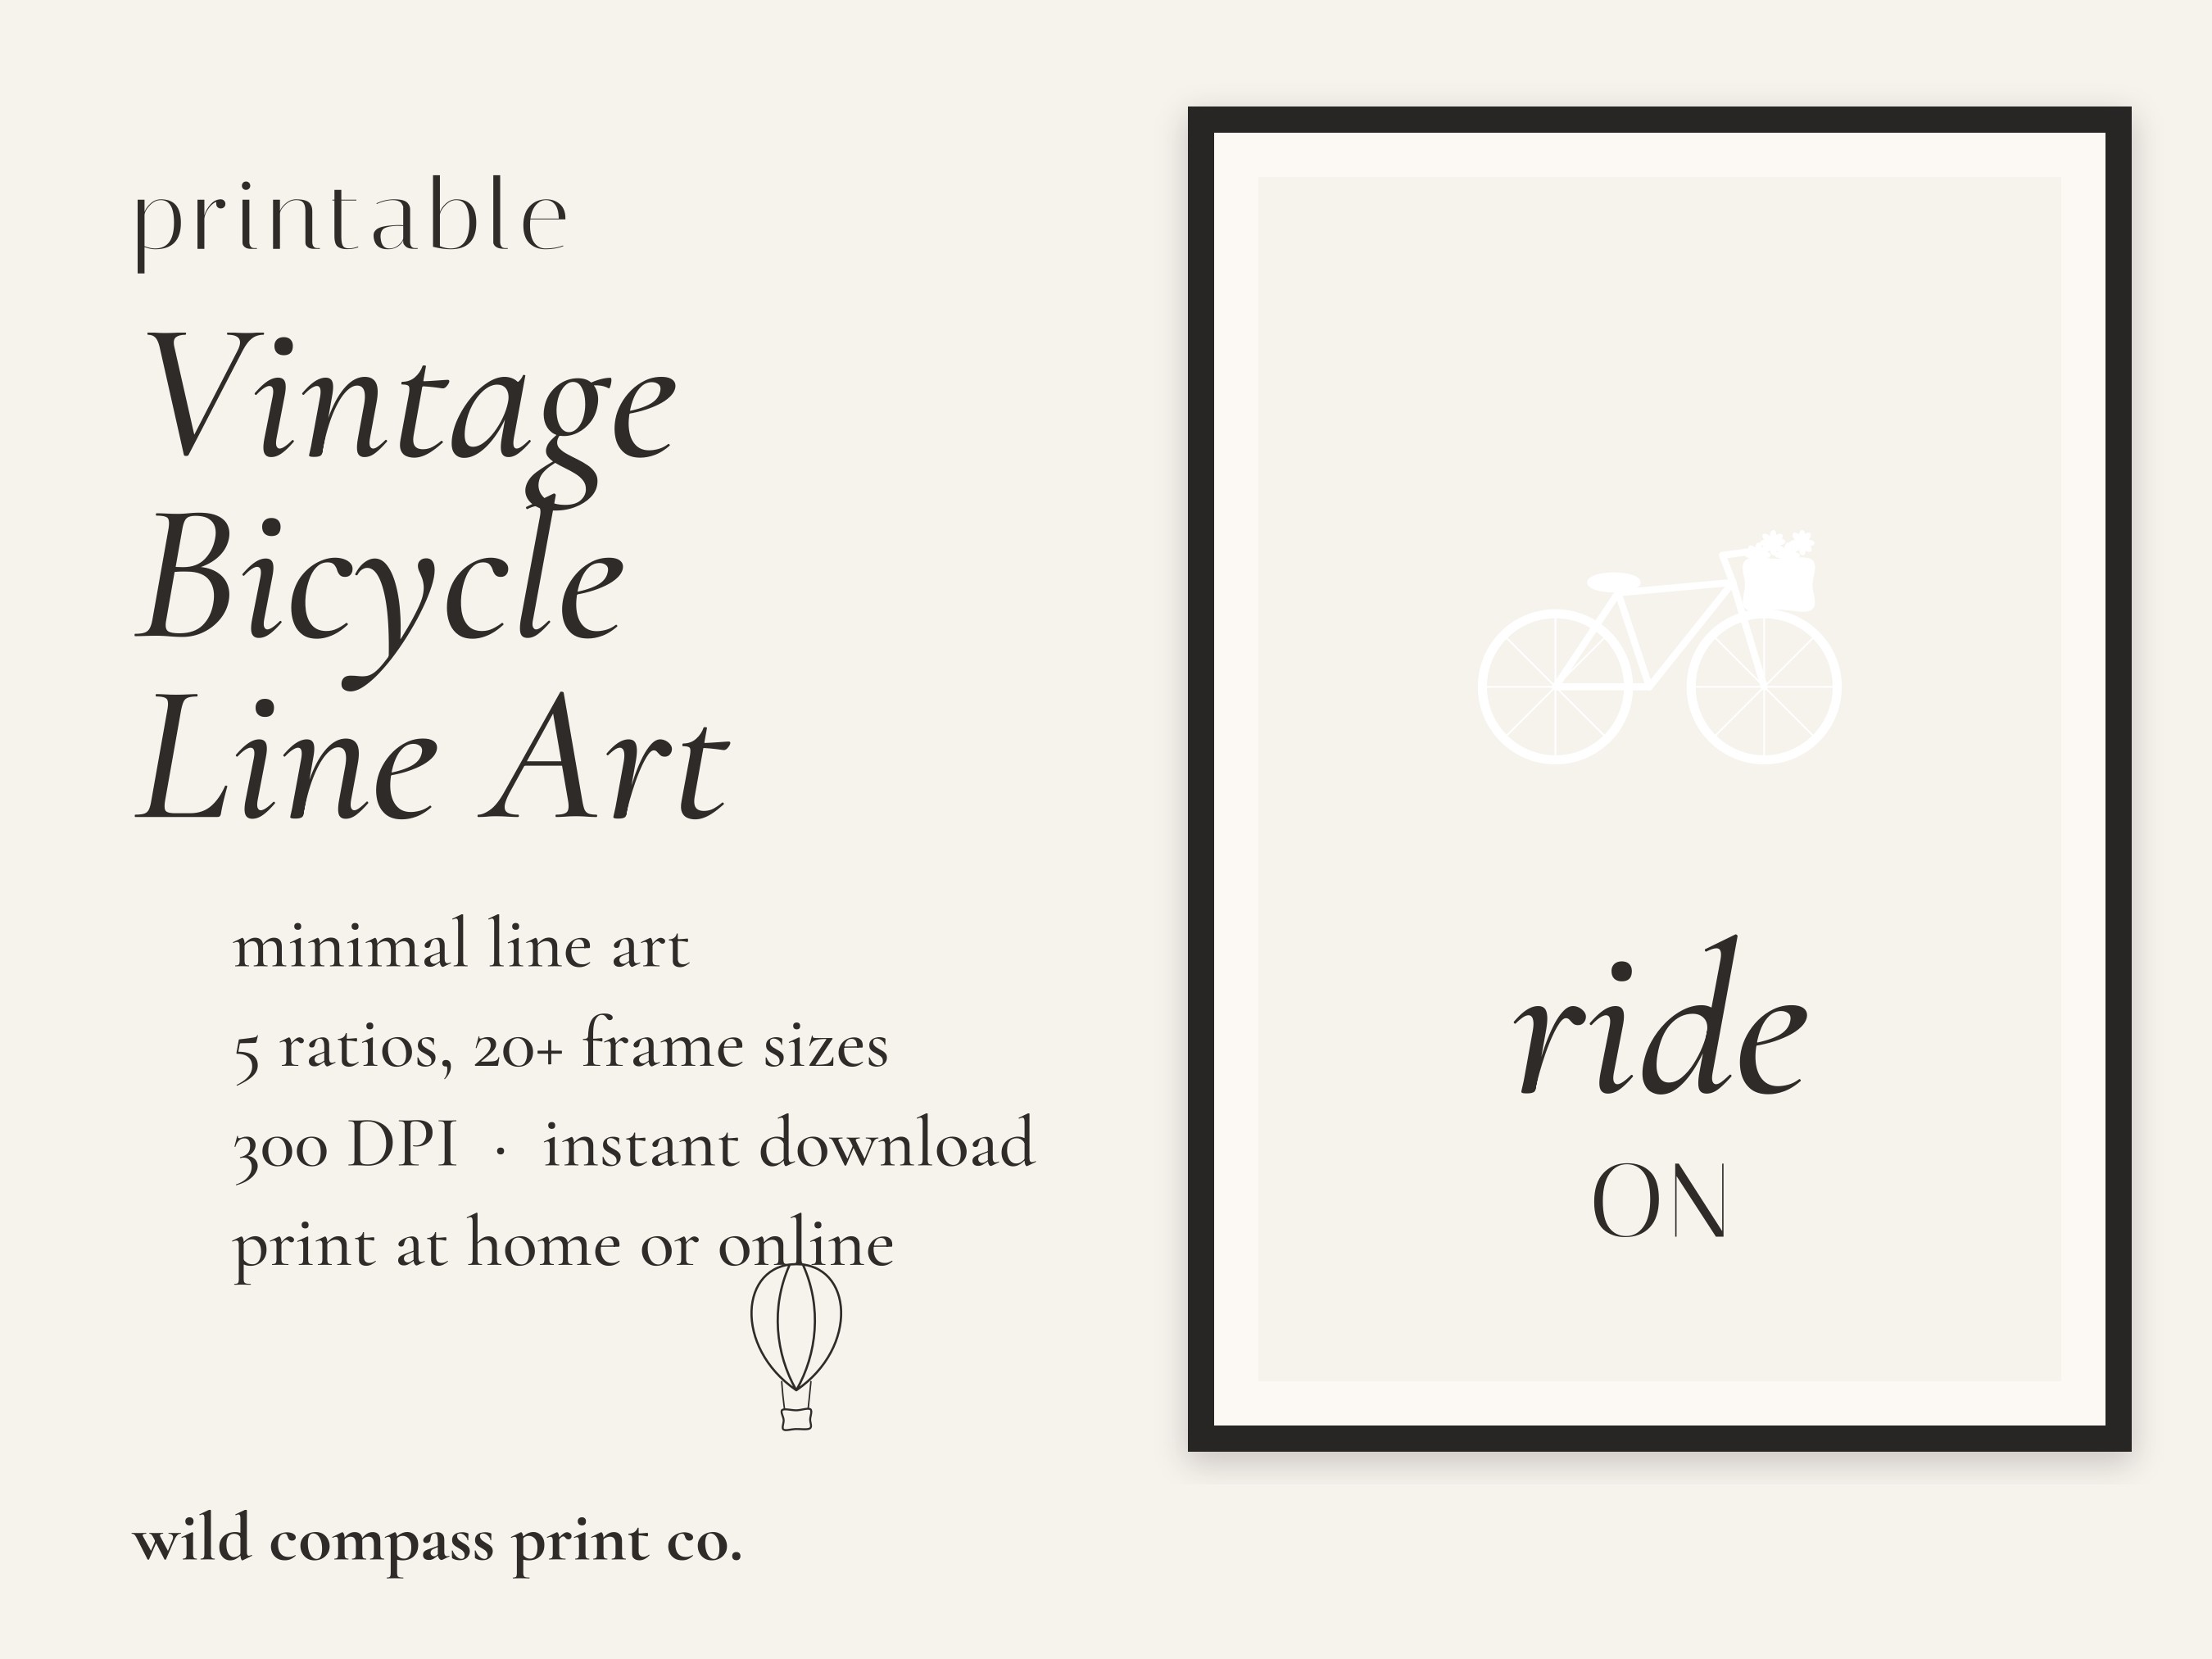 printable
Vintage
Bicycle
Line Art
minimal line art
5 ratios, 20+ frame sizes
300 DPI · instant download
print at home or online
wild compass print co.
ride
ON